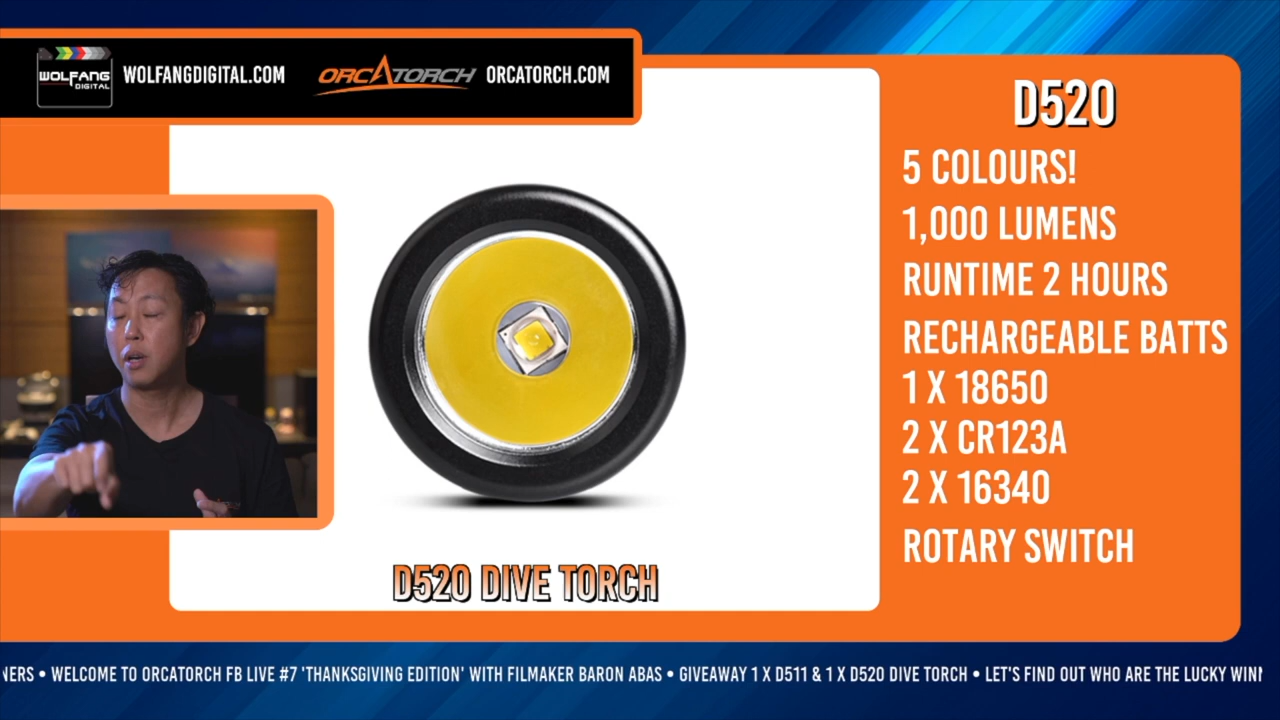 WOLFANG
DIGITAL
WOLFANGDIGITAL.COM
ORCATORCH
ORCATORCH.COM
D520
5 COLOURS!
1,000 LUMENS
RUNTIME 2 HOURS
RECHARGEABLE BATTS
1 X 18650
2 X CR123A
2 X 16340
ROTARY SWITCH
D520 DIVE TORCH
NERS • WELCOME TO ORCATORCH FB LIVE #7 'THANKSGIVING EDITION' WITH FILMAKER BARON ABAS • GIVEAWAY 1 X D511 & 1 X D520 DIVE TORCH • LET'S FIND OUT WHO ARE THE LUCKY WINN